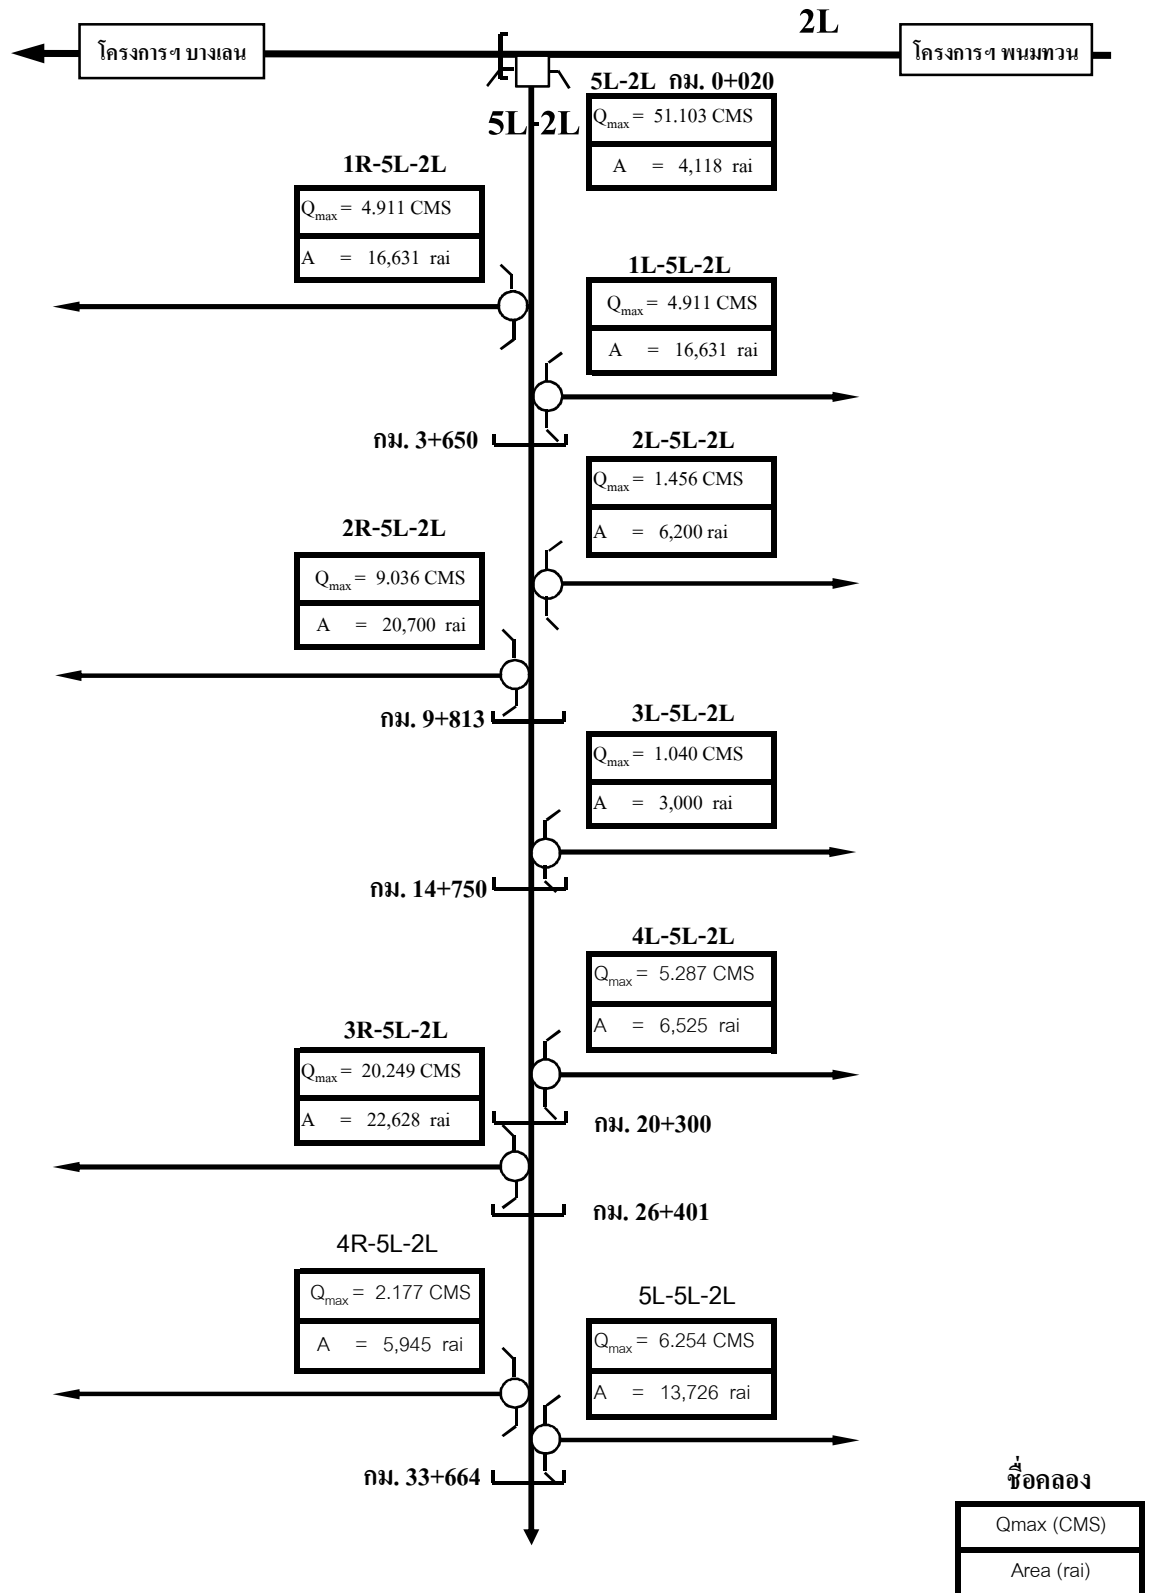 2L
โครงการฯ บางเลน
โครงการฯ พนมทวน
5L-2L กม. 0+020
Qmax = 51.103 CMS
A = 4,118 rai
5L-2L
1R-5L-2L
Qmax = 4.911 CMS
A = 16,631 rai
1L-5L-2L
Qmax = 4.911 CMS
A = 16,631 rai
กม. 3+650
2L-5L-2L
Qmax = 1.456 CMS
A = 6,200 rai
2R-5L-2L
Qmax = 9.036 CMS
A = 20,700 rai
กม. 9+813
3L-5L-2L
Qmax = 1.040 CMS
A = 3,000 rai
กม. 14+750
4L-5L-2L
Qmax = 5.287 CMS
A = 6,525 rai
3R-5L-2L
Qmax = 20.249 CMS
A = 22,628 rai
กม. 20+300
กม. 26+401
4R-5L-2L
Qmax = 2.177 CMS
A = 5,945 rai
5L-5L-2L
Qmax = 6.254 CMS
A = 13,726 rai
กม. 33+664
ชื่อคลอง
Qmax (CMS)
Area (rai)